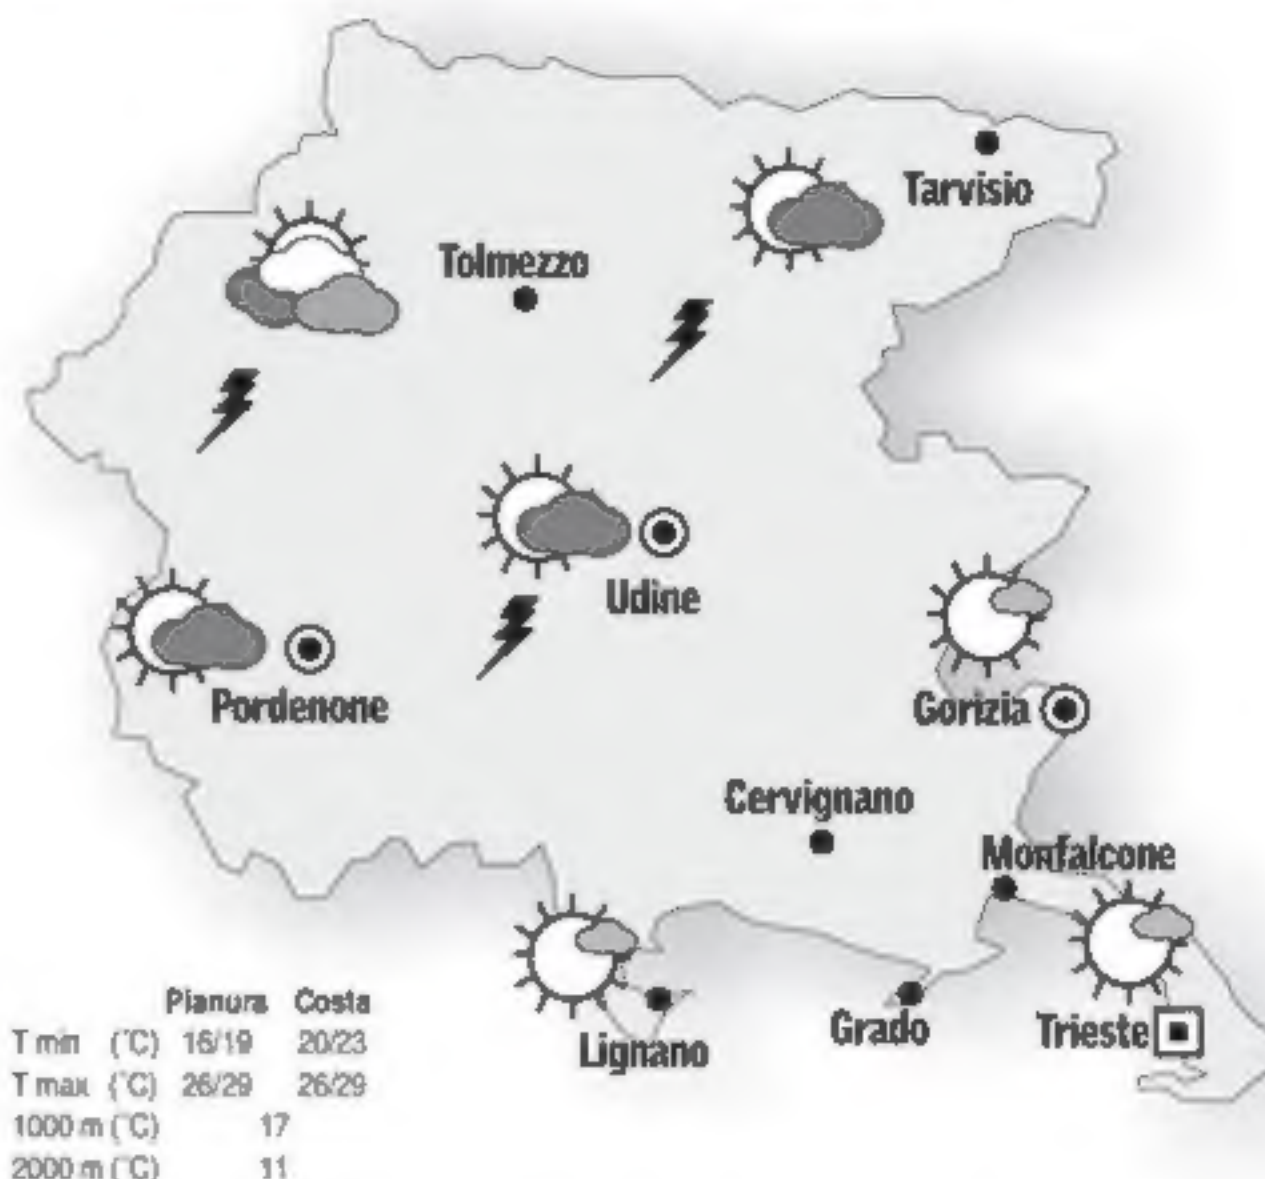 Tarvisio
Tolmezzo
Udine
Pordenone
Gorizia
Cervignano
Monfalcone
Lignano
Grado
Trieste
Pianura Costa
T min (°C) 16/19 20/23
T max (°C) 26/29 26/29
1000 m (°C) 17
2000 m (°C) 11